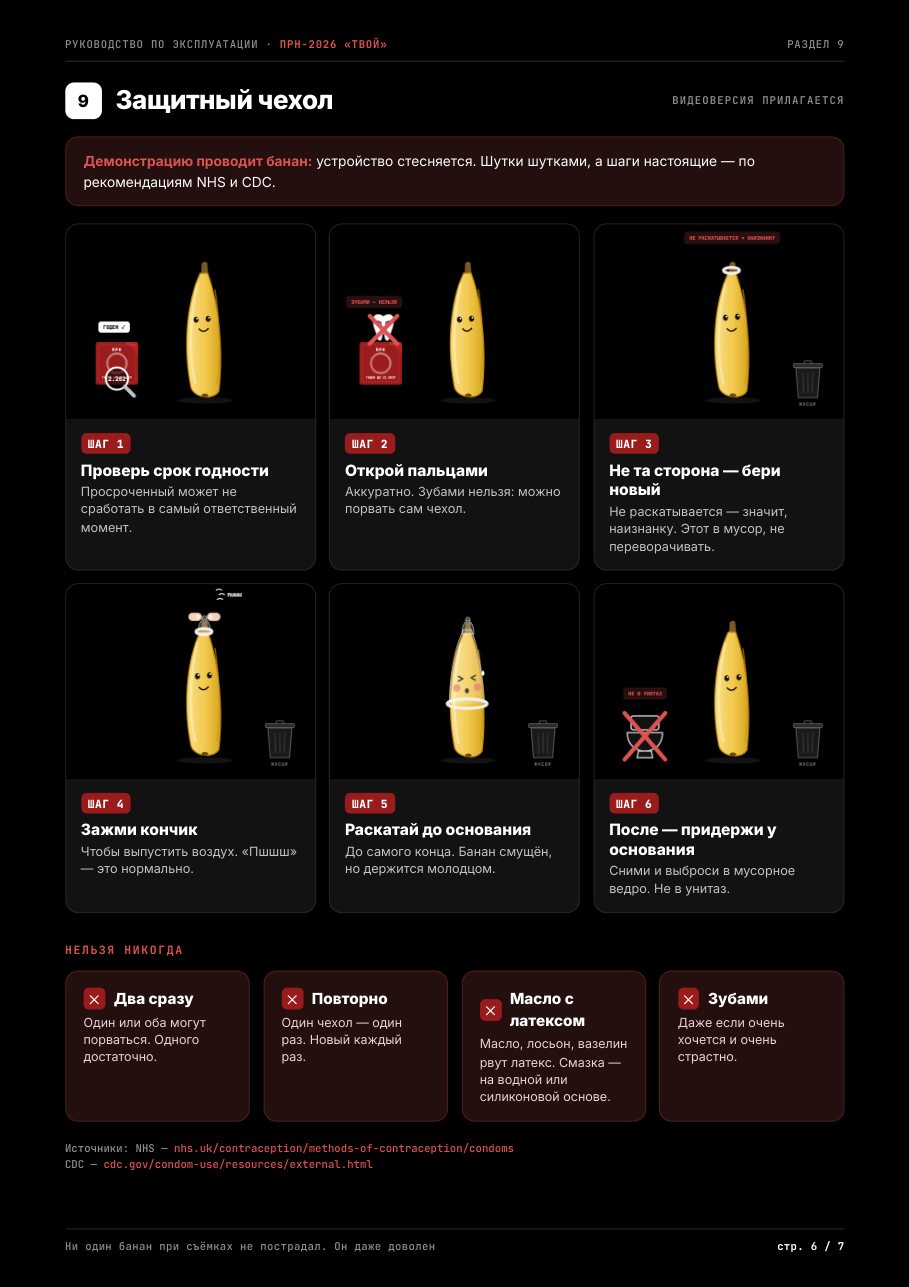 РУКОВОДСТВО ПО ЭКСПЛУАТАЦИИ · ПРН-2026 «ТВОЙ»
РАЗДЕЛ 9
9 Защитный чехол
ВИДЕОВЕРСИЯ ПРИЛАГАЕТСЯ
Демонстрацию проводит банан: устройство стесняется. Шутки шутками, а шаги настоящие — по
рекомендациям NHS и CDC.
ГОДЕН ✓
ПРН
ШАГ 1
Проверь срок годности
Просроченный может не
сработать в самый ответственный
момент.
ЗУБАМИ — НЕЛЬЗЯ
ПРН
ШАГ 2
Открой пальцами
Аккуратно. Зубами нельзя: можно
порвать сам чехол.
НЕ РАСКАТЫВАЕТСЯ = НАИЗНАНКУ
МУСОР
ШАГ 3
Не та сторона — бери
новый
Не раскатывается — значит,
наизнанку. Этот в мусор, не
переворачивать.
МУСОР
ШАГ 4
Зажми кончик
Чтобы выпустить воздух. «Пшшш»
— это нормально.
МУСОР
ШАГ 5
Раскатай до основания
До самого конца. Банан смущён,
но держится молодцом.
НЕ В УНИТАЗ
МУСОР
ШАГ 6
После — придержи у
основания
Сними и выброси в мусорное
ведро. Не в унитаз.
НЕЛЬЗЯ НИКОГДА
Два сразу
Один или оба могут
порваться. Одного
достаточно.
Повторно
Один чехол — один
раз. Новый каждый
раз.
Масло с
латексом
Масло, лосьон, вазелин
рвут латекс. Смазка —
на водной или
силиконовой основе.
Зубами
Даже если очень
хочется и очень
страстно.
Источники: NHS — nhs.uk/contraception/methods-of-contraception/condoms
CDC — cdc.gov/condom-use/resources/external.html
Ни один банан при съёмках не пострадал. Он даже доволен
стр. 6 / 7